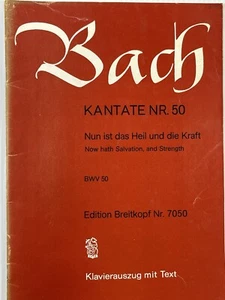 Bach
KANTATE NR. 50
Nun ist das Heil und die Kraft
Now hath Salvation, and Strength
BWV 50
Edition Breitkopf Nr. 7050
Klavierauszug mit Text